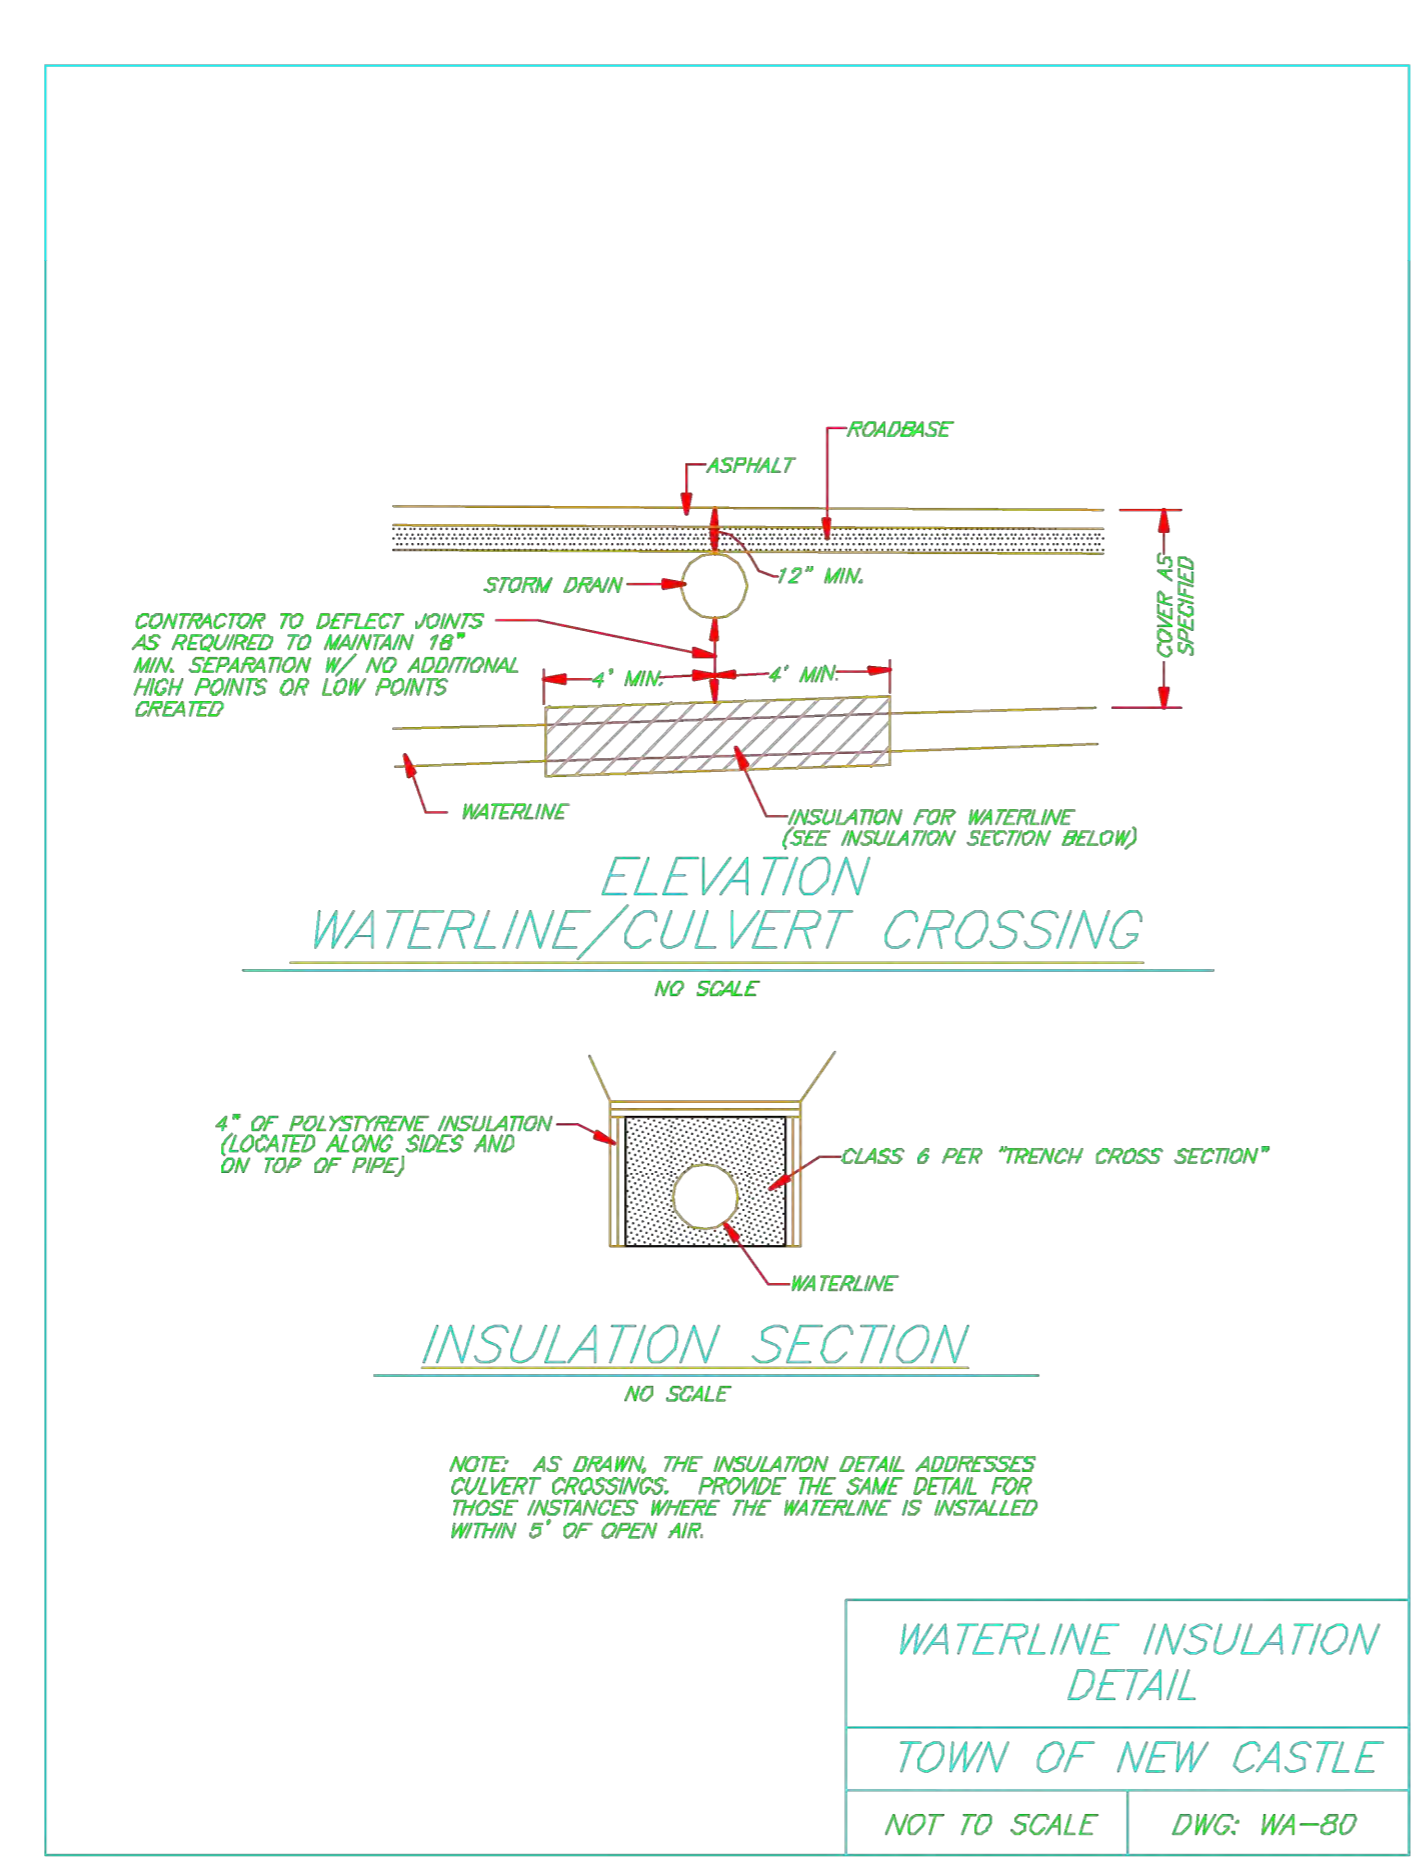 ROADBASE
ASPHALT
12" MIN.
STORM DRAIN
COVER AS
SPECIFIED
CONTRACTOR TO DEFLECT JOINTS
AS REQUIRED TO MAINTAIN 18"
MIN. SEPARATION W/ NO ADDITIONAL
HIGH POINTS OR LOW POINTS
CREATED
4' MIN.
4' MIN.
WATERLINE
INSULATION FOR WATERLINE
(SEE INSULATION SECTION BELOW)
ELEVATION
WATERLINE/CULVERT CROSSING
NO SCALE
4" OF POLYSTYRENE INSULATION
(LOCATED ALONG SIDES AND
ON TOP OF PIPE)
CLASS 6 PER "TRENCH CROSS SECTION"
WATERLINE
INSULATION SECTION
NO SCALE
NOTE: AS DRAWN, THE INSULATION DETAIL ADDRESSES
CULVERT CROSSINGS. PROVIDE THE SAME DETAIL FOR
THOSE INSTANCES WHERE THE WATERLINE IS INSTALLED
WITHIN 5' OF OPEN AIR.
WATERLINE INSULATION
DETAIL
TOWN OF NEW CASTLE
NOT TO SCALE
DWG: WA-80